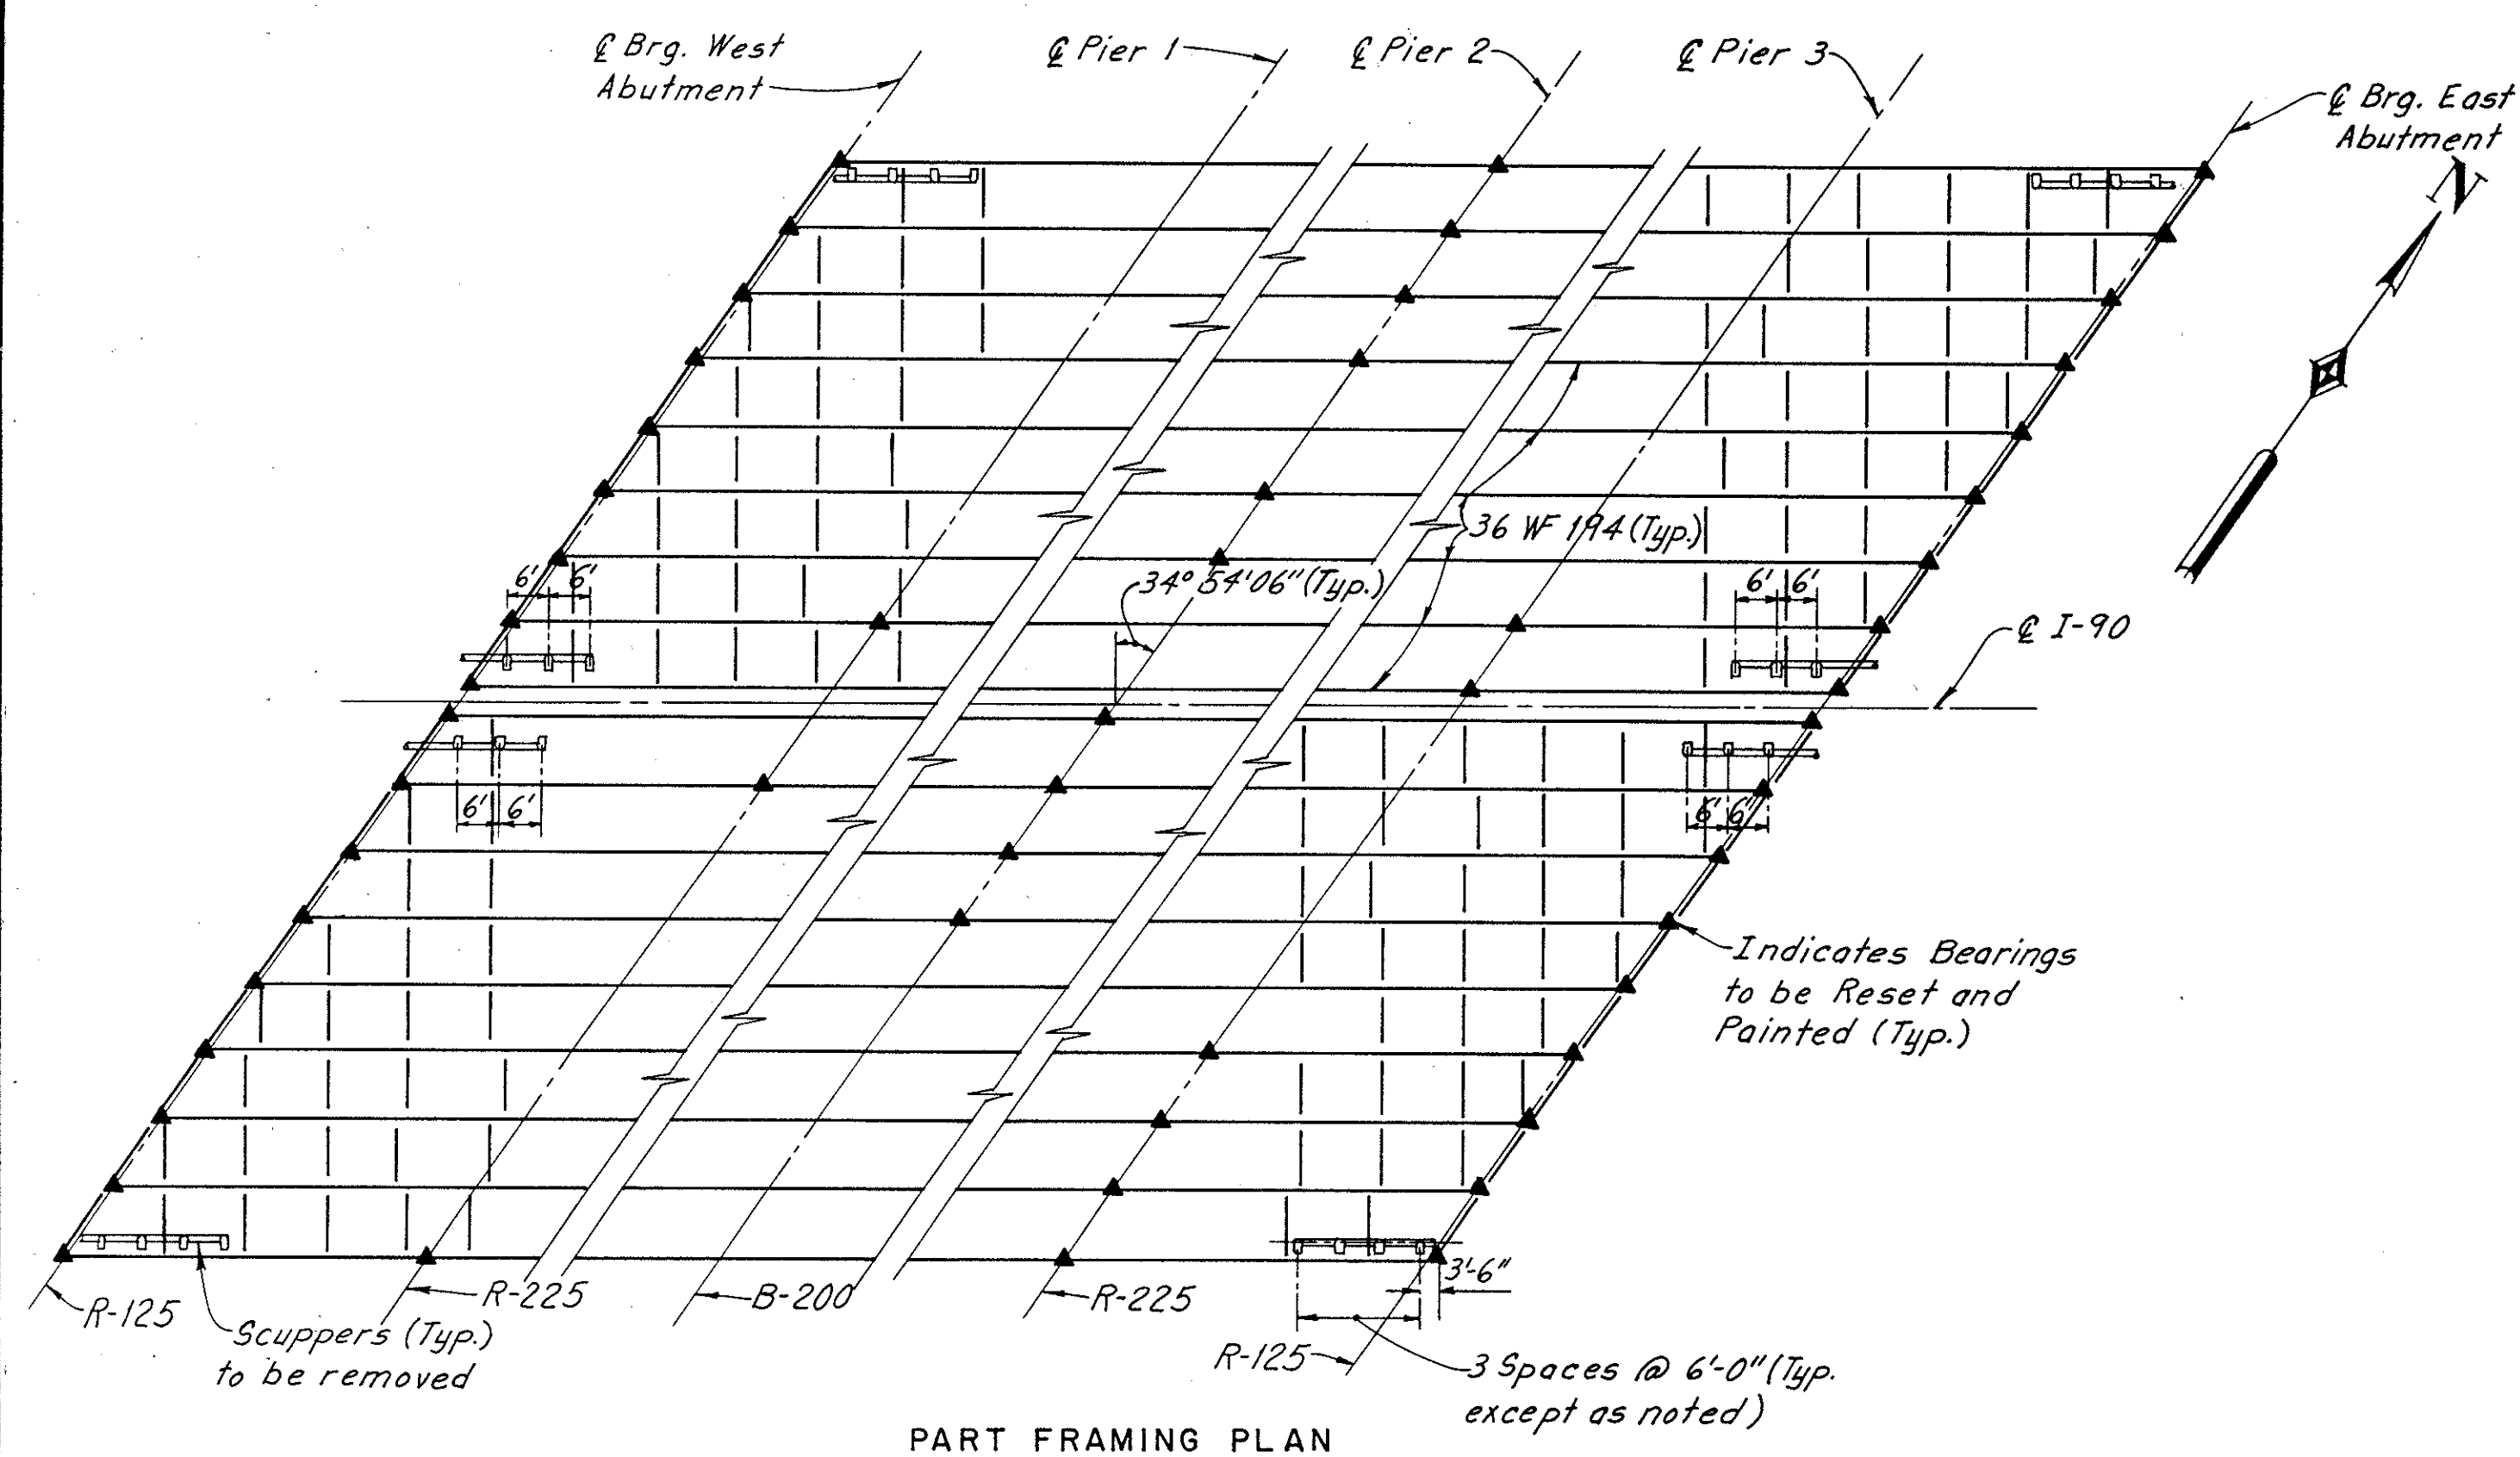 ℄ Brg. West
Abutment
℄ Pier 1
℄ Pier 2
℄ Pier 3
℄ Brg. East
Abutment
N
36 WF 194 (Typ.)
34° 54' 06" (Typ.)
6' 6'
6' 6'
℄ I-90
6' 6'
6' 6"
Indicates Bearings
to be Reset and
Painted (Typ.)
3'-6"
R-125
R-225
B-200
R-225
R-125
Scuppers (Typ.)
to be removed
3 Spaces @ 6'-0" (Typ.
except as noted)
PART FRAMING PLAN